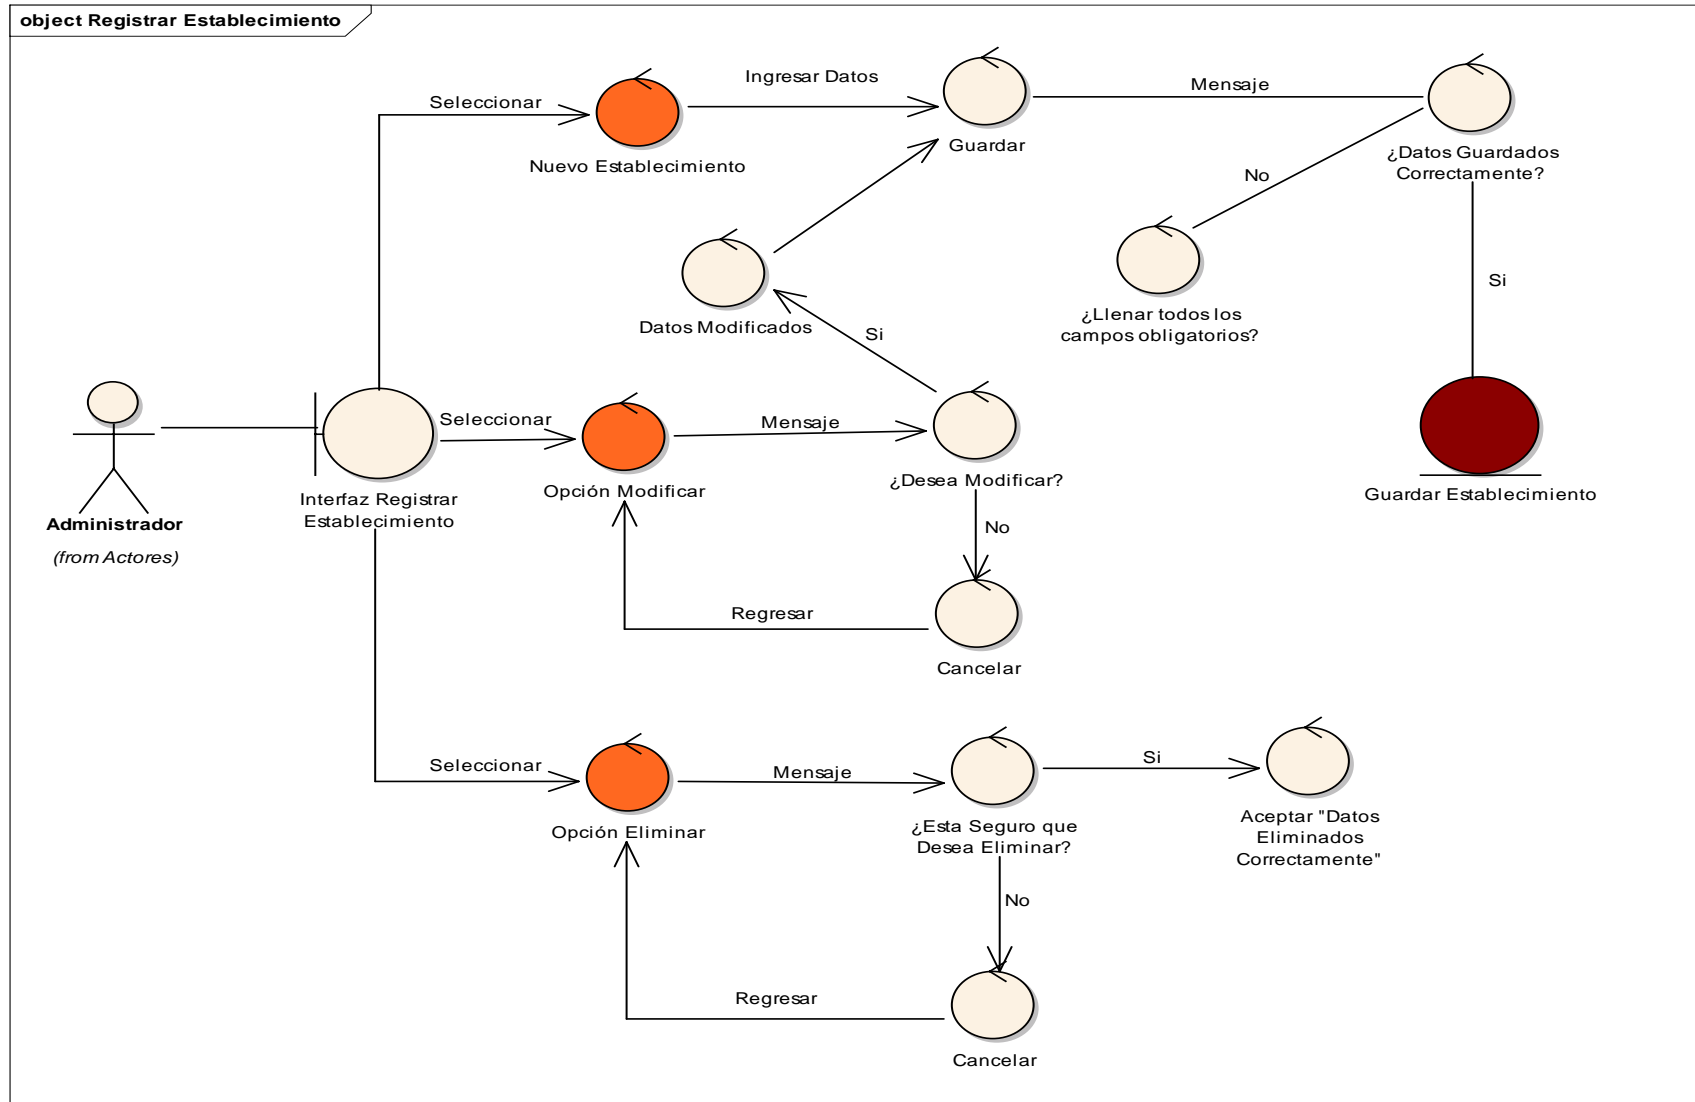 object Registrar Establecimiento
Seleccionar
Nuevo Establecimiento
Ingresar Datos
Guardar
Mensaje
¿Datos Guardados
Correctamente?
No
¿Llenar todos los
campos obligatorios?
Si
Guardar Establecimiento
Datos Modificados
Si
Administrador
(from Actores)
Interfaz Registrar
Establecimiento
Seleccionar
Opción Modificar
Mensaje
¿Desea Modificar?
No
Cancelar
Regresar
Seleccionar
Opción Eliminar
Mensaje
¿Esta Seguro que
Desea Eliminar?
Si
Aceptar "Datos
Eliminados
Correctamente"
No
Cancelar
Regresar